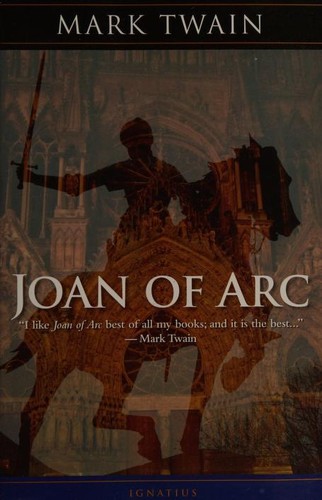 MARK TWAIN
JOAN OF ARC
“I like Joan of Arc best of all my books; and it is the best...”
— Mark Twain
IGNATIUS